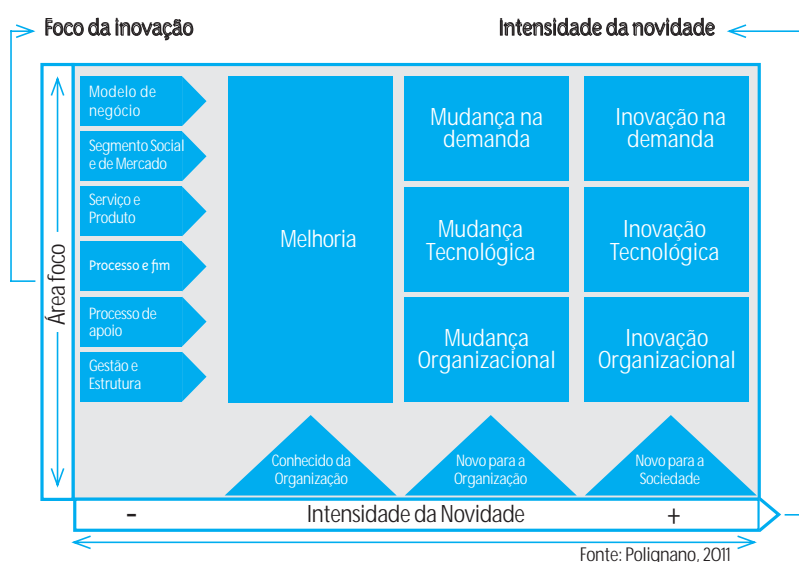 Foco da inovação
Intensidade da novidade
Área foco
Modelo de
negócio
Segmento Social
e de Mercado
Serviço e
Produto
Processo e fim
Processo de
apoio
Gestão e
Estrutura
Melhoria
Mudança na
demanda
Inovação na
demanda
Mudança
Tecnológica
Inovação
Tecnológica
Mudança
Organizacional
Inovação
Organizacional
Conhecido da
Organização
Novo para a
Organização
Novo para a
Sociedade
- Intensidade da Novidade +
Fonte: Polignano, 2011